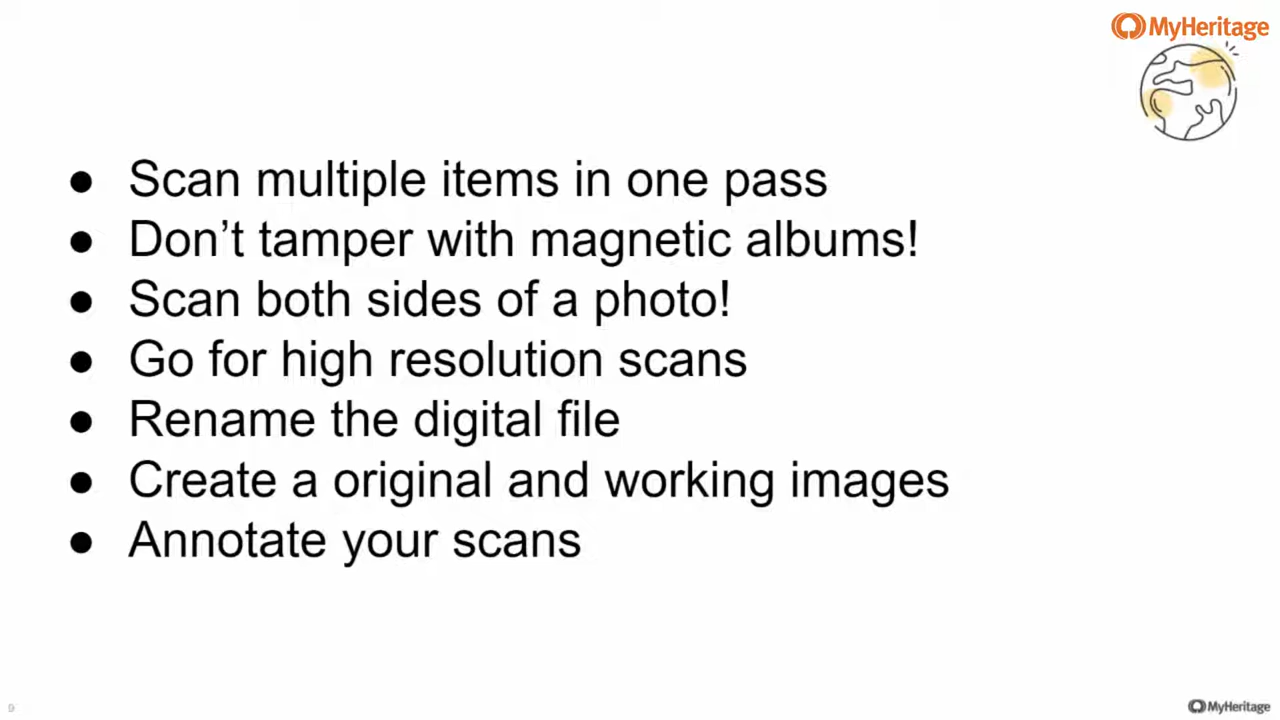 MyHeritage
● Scan multiple items in one pass
● Don’t tamper with magnetic albums!
● Scan both sides of a photo!
● Go for high resolution scans
● Rename the digital file
● Create a original and working images
● Annotate your scans
9
MyHeritage